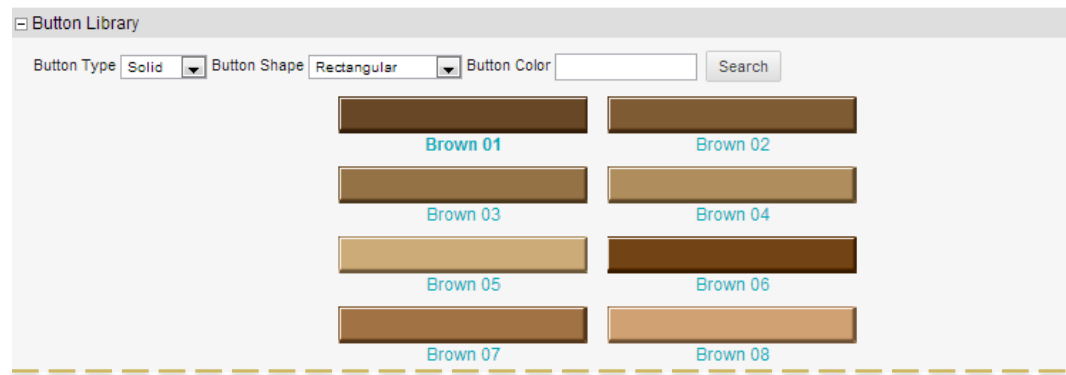 Button Library
Button Type Solid Button Shape Rectangular Button Color Search
Brown 01 Brown 02
Brown 03 Brown 04
Brown 05 Brown 06
Brown 07 Brown 08